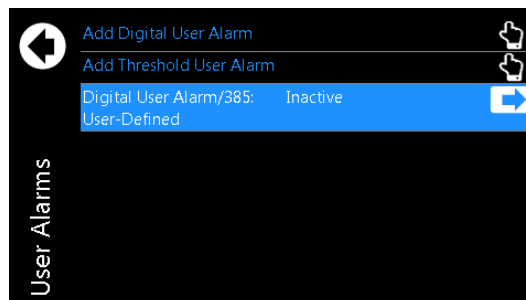 Add Digital User Alarm
Add Threshold User Alarm
Digital User Alarm/385: Inactive
User-Defined
User Alarms